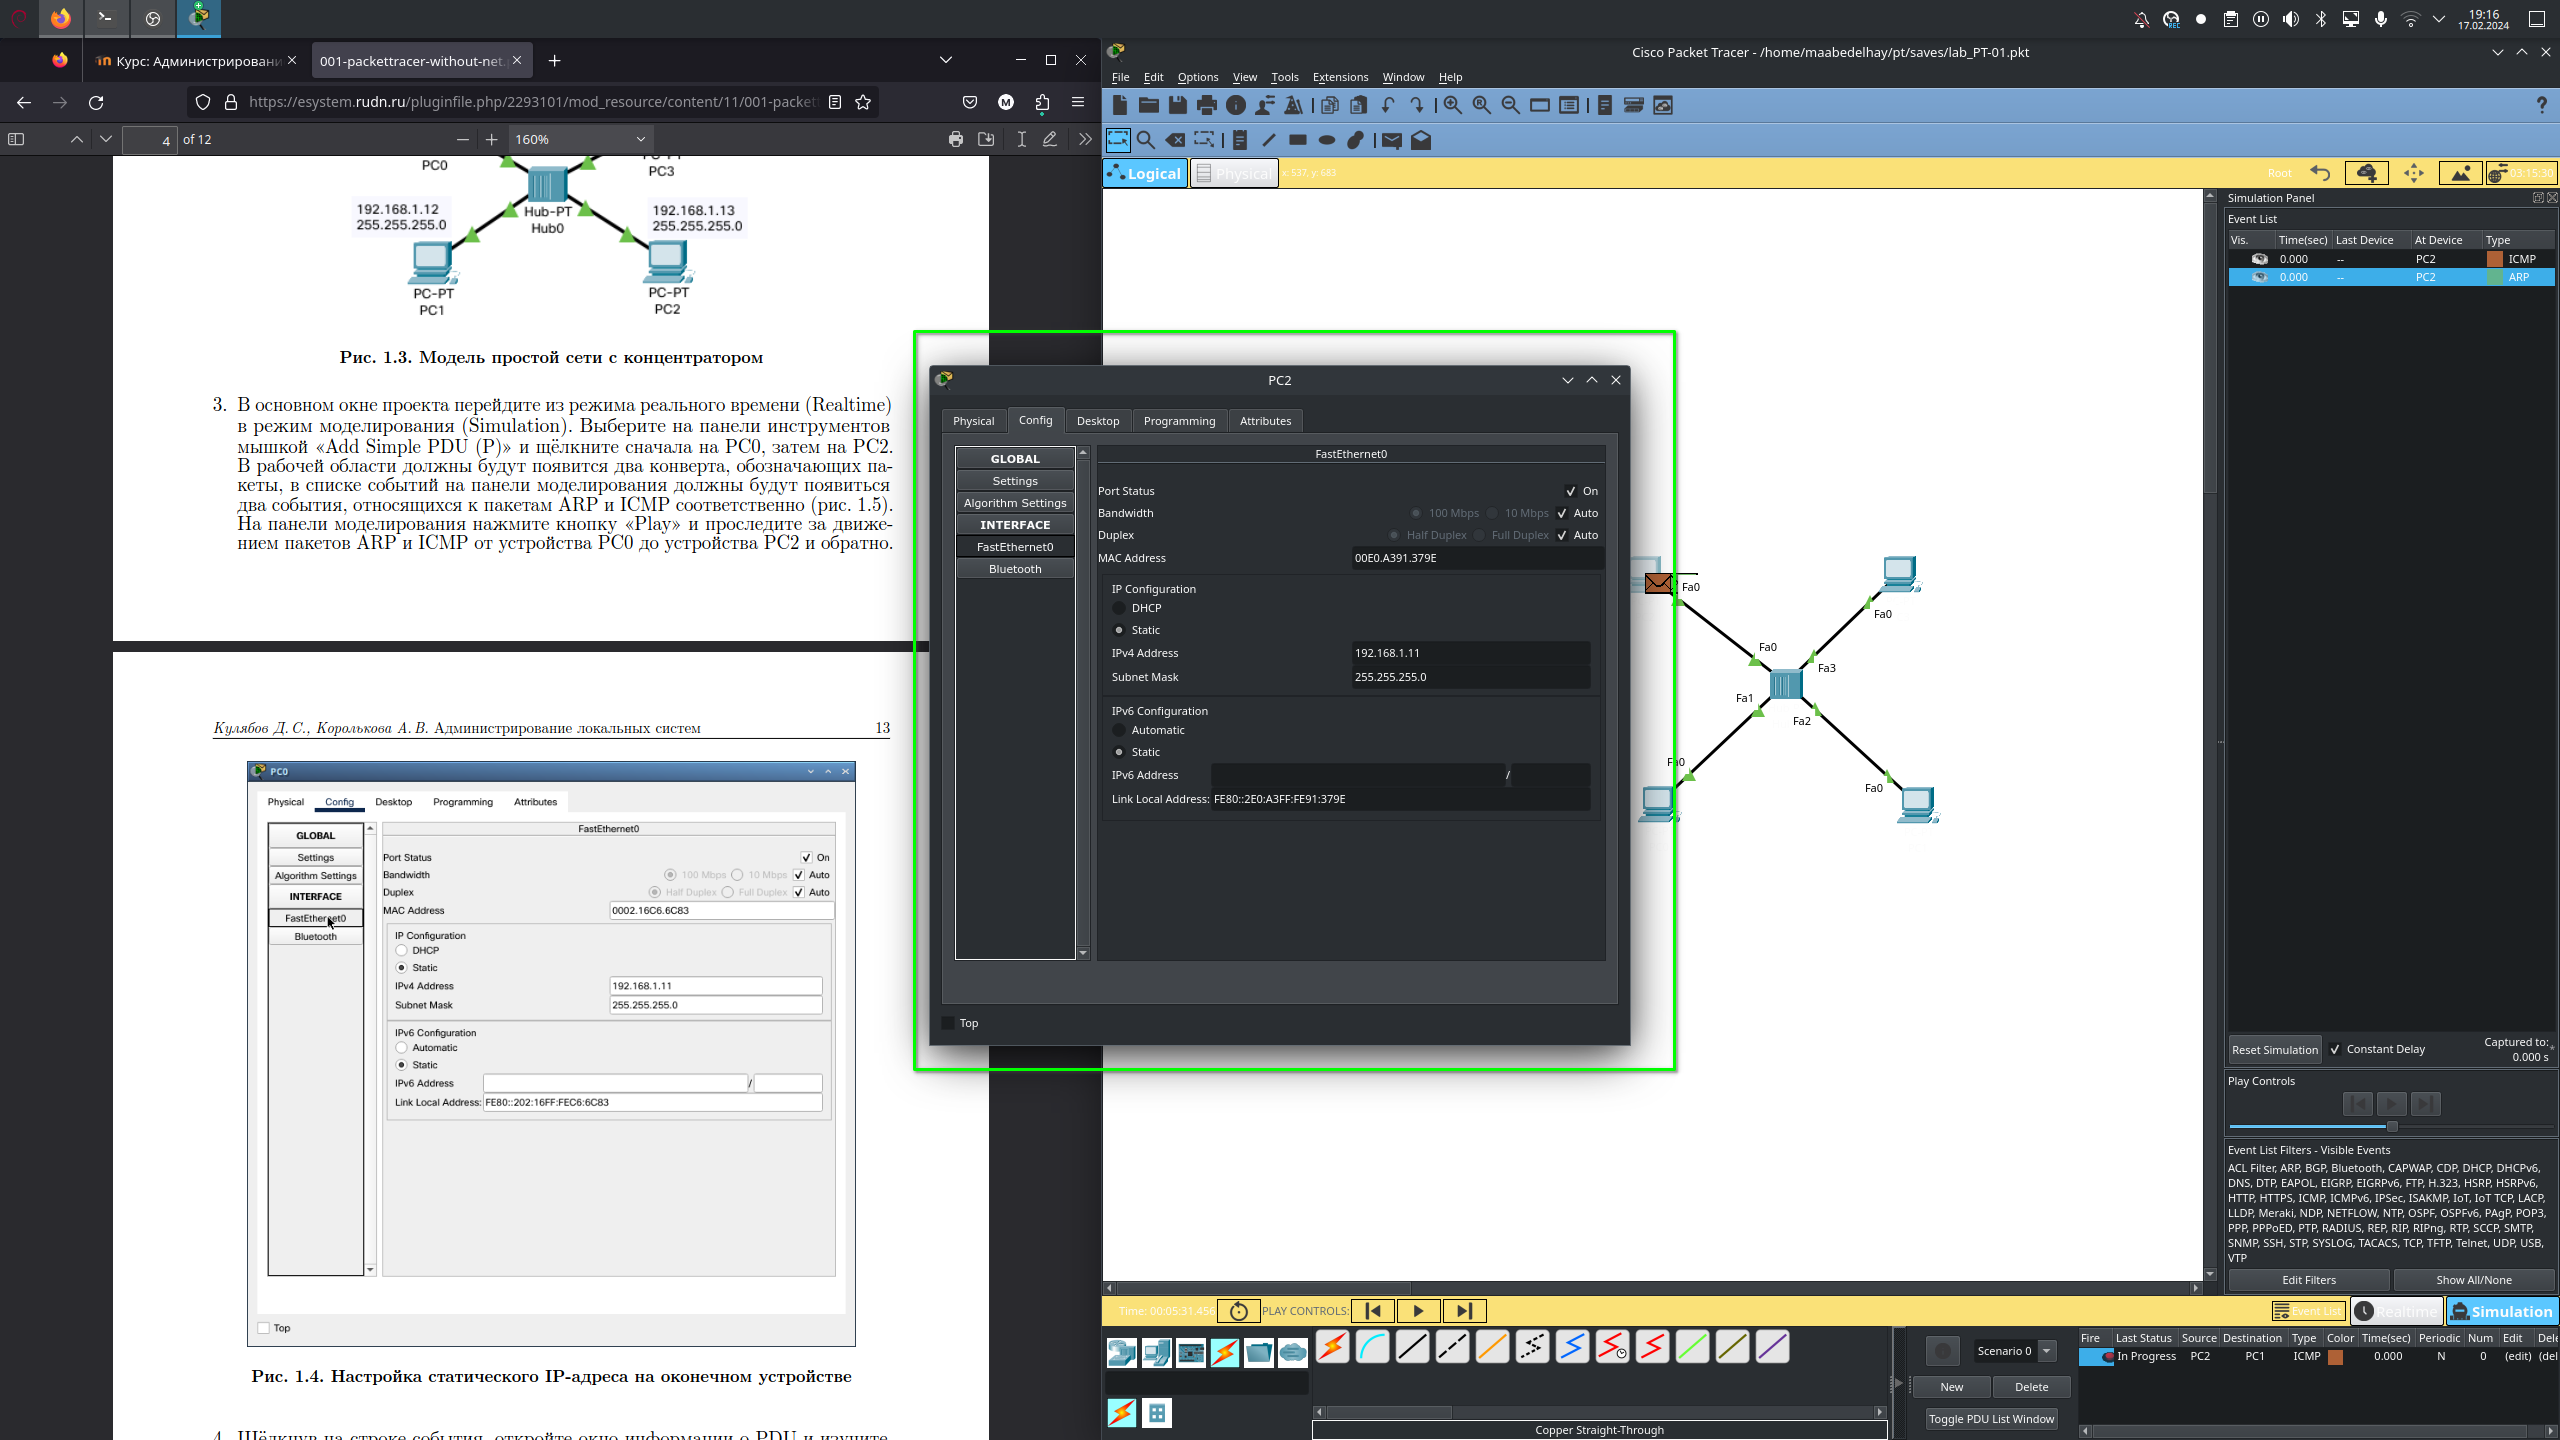 19:16
17.02.2024
Курс: Администрировани
001-packettracer-without-net.
https://esystem.rudn.ru/pluginfile.php/2293101/mod_resource/content/11/001-packet
4 of 12
160%
PC0
PC3
192.168.1.12
255.255.255.0
Hub-PT
Hub0
192.168.1.13
255.255.255.0
PC-PT
PC1
PC-PT
PC2
Рис. 1.3. Модель простой сети с концентратором
3. В основном окне проекта перейдите из режима реального времени (Realtime)
в режим моделирования (Simulation). Выберите на панели инструментов
мышкой «Add Simple PDU (P)» и щёлкните сначала на PC0, затем на PC2.
В рабочей области должны будут появится два конверта, обозначающих па-
кеты, в списке событий на панели моделирования должны будут появиться
два события, относящихся к пакетам ARP и ICMP соответственно (рис. 1.5).
На панели моделирования нажмите кнопку «Play» и проследите за движе-
нием пакетов ARP и ICMP от устройства PC0 до устройства PC2 и обратно.
Кулябов Д. С., Королькова А. В. Администрирование локальных систем 13
PC0
Physical Config Desktop Programming Attributes
GLOBAL
Settings
Algorithm Settings
INTERFACE
FastEthernet0
Bluetooth
FastEthernet0
Port Status On
Bandwidth 100 Mbps 10 Mbps Auto
Duplex Half Duplex Full Duplex Auto
MAC Address 0002.16C6.6C83
IP Configuration
DHCP
Static
IPv4 Address 192.168.1.11
Subnet Mask 255.255.255.0
IPv6 Configuration
Automatic
Static
IPv6 Address /
Link Local Address: FE80::202:16FF:FEC6:6C83
Top
Рис. 1.4. Настройка статического IP-адреса на оконечном устройстве
4. Щёлкнув на строке события, откройте окно информации о PDU и изучите
Cisco Packet Tracer - /home/maabedelhay/pt/saves/lab_PT-01.pkt
File Edit Options View Tools Extensions Window Help
Logical Physical x: 537, y: 683 Root 03:15:30
PC2
Physical Config Desktop Programming Attributes
GLOBAL
Settings
Algorithm Settings
INTERFACE
FastEthernet0
Bluetooth
FastEthernet0
Port Status On
Bandwidth 100 Mbps 10 Mbps Auto
Duplex Half Duplex Full Duplex Auto
MAC Address 00E0.A391.379E
IP Configuration
DHCP
Static
IPv4 Address 192.168.1.11
Subnet Mask 255.255.255.0
IPv6 Configuration
Automatic
Static
IPv6 Address /
Link Local Address: FE80::2E0:A3FF:FE91:379E
Top
Fa0
Fa0
Fa0
Fa3
Fa1
Fa2
Fa0
Fa0
Simulation Panel
Event List
Vis. Time(sec) Last Device At Device Type
0.000 -- PC2 ICMP
0.000 -- PC2 ARP
Reset Simulation Constant Delay Captured to:
0.000 s
Play Controls
Event List Filters - Visible Events
ACL Filter, ARP, BGP, Bluetooth, CAPWAP, CDP, DHCP, DHCPv6,
DNS, DTP, EAPOL, EIGRP, EIGRPv6, FTP, H.323, HSRP, HSRPv6,
HTTP, HTTPS, ICMP, ICMPv6, IPSec, ISAKMP, IoT, IoT TCP, LACP,
LLDP, Meraki, NDP, NETFLOW, NTP, OSPF, OSPFv6, PAgP, POP3,
PPP, PPPoED, PTP, RADIUS, REP, RIP, RIPng, RTP, SCCP, SMTP,
SNMP, SSH, STP, SYSLOG, TACACS, TCP, TFTP, Telnet, UDP, USB,
VTP
Edit Filters Show All/None
Time: 00:05:31.456 PLAY CONTROLS: Event List Realtime Simulation
Copper Straight-Through
Scenario 0
New Delete
Toggle PDU List Window
Fire Last Status Source Destination Type Color Time(sec) Periodic Num Edit Dele
In Progress PC2 PC1 ICMP 0.000 N 0 (edit) (del